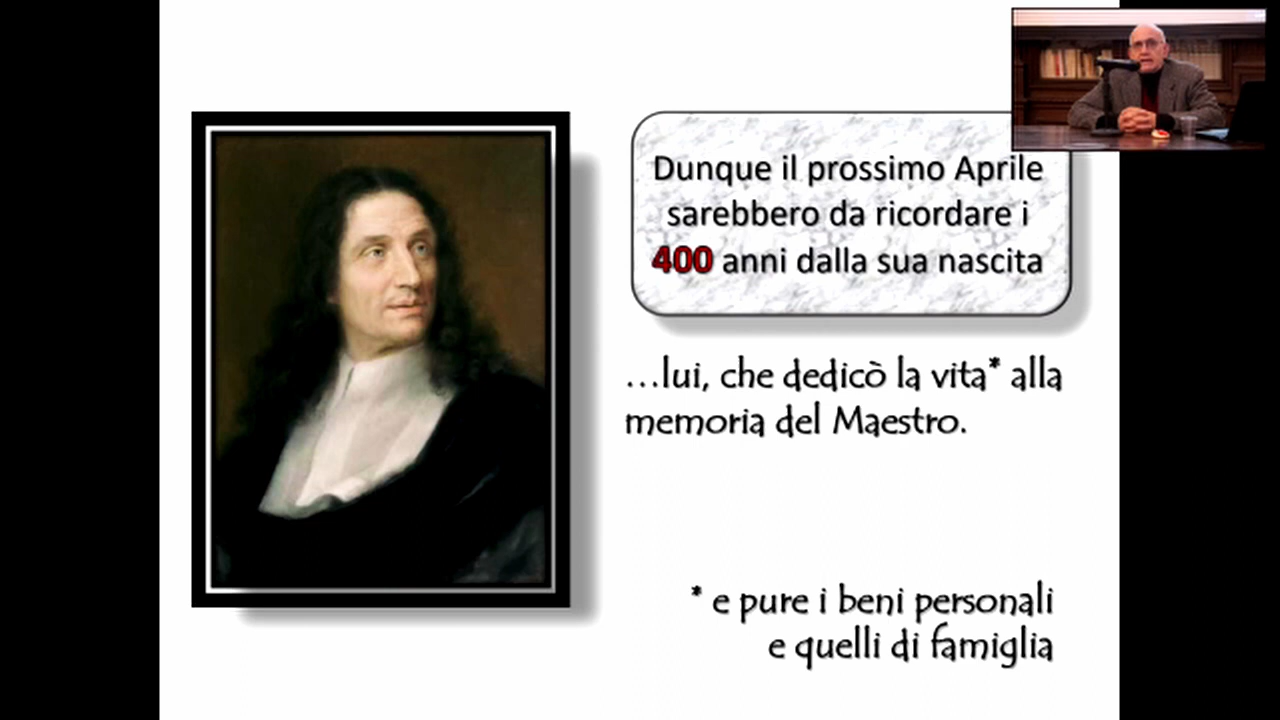 Dunque il prossimo Aprile
sarebbero da ricordare i
400 anni dalla sua nascita
…lui, che dedicò la vita* alla
memoria del Maestro.
* e pure i beni personali
e quelli di famiglia